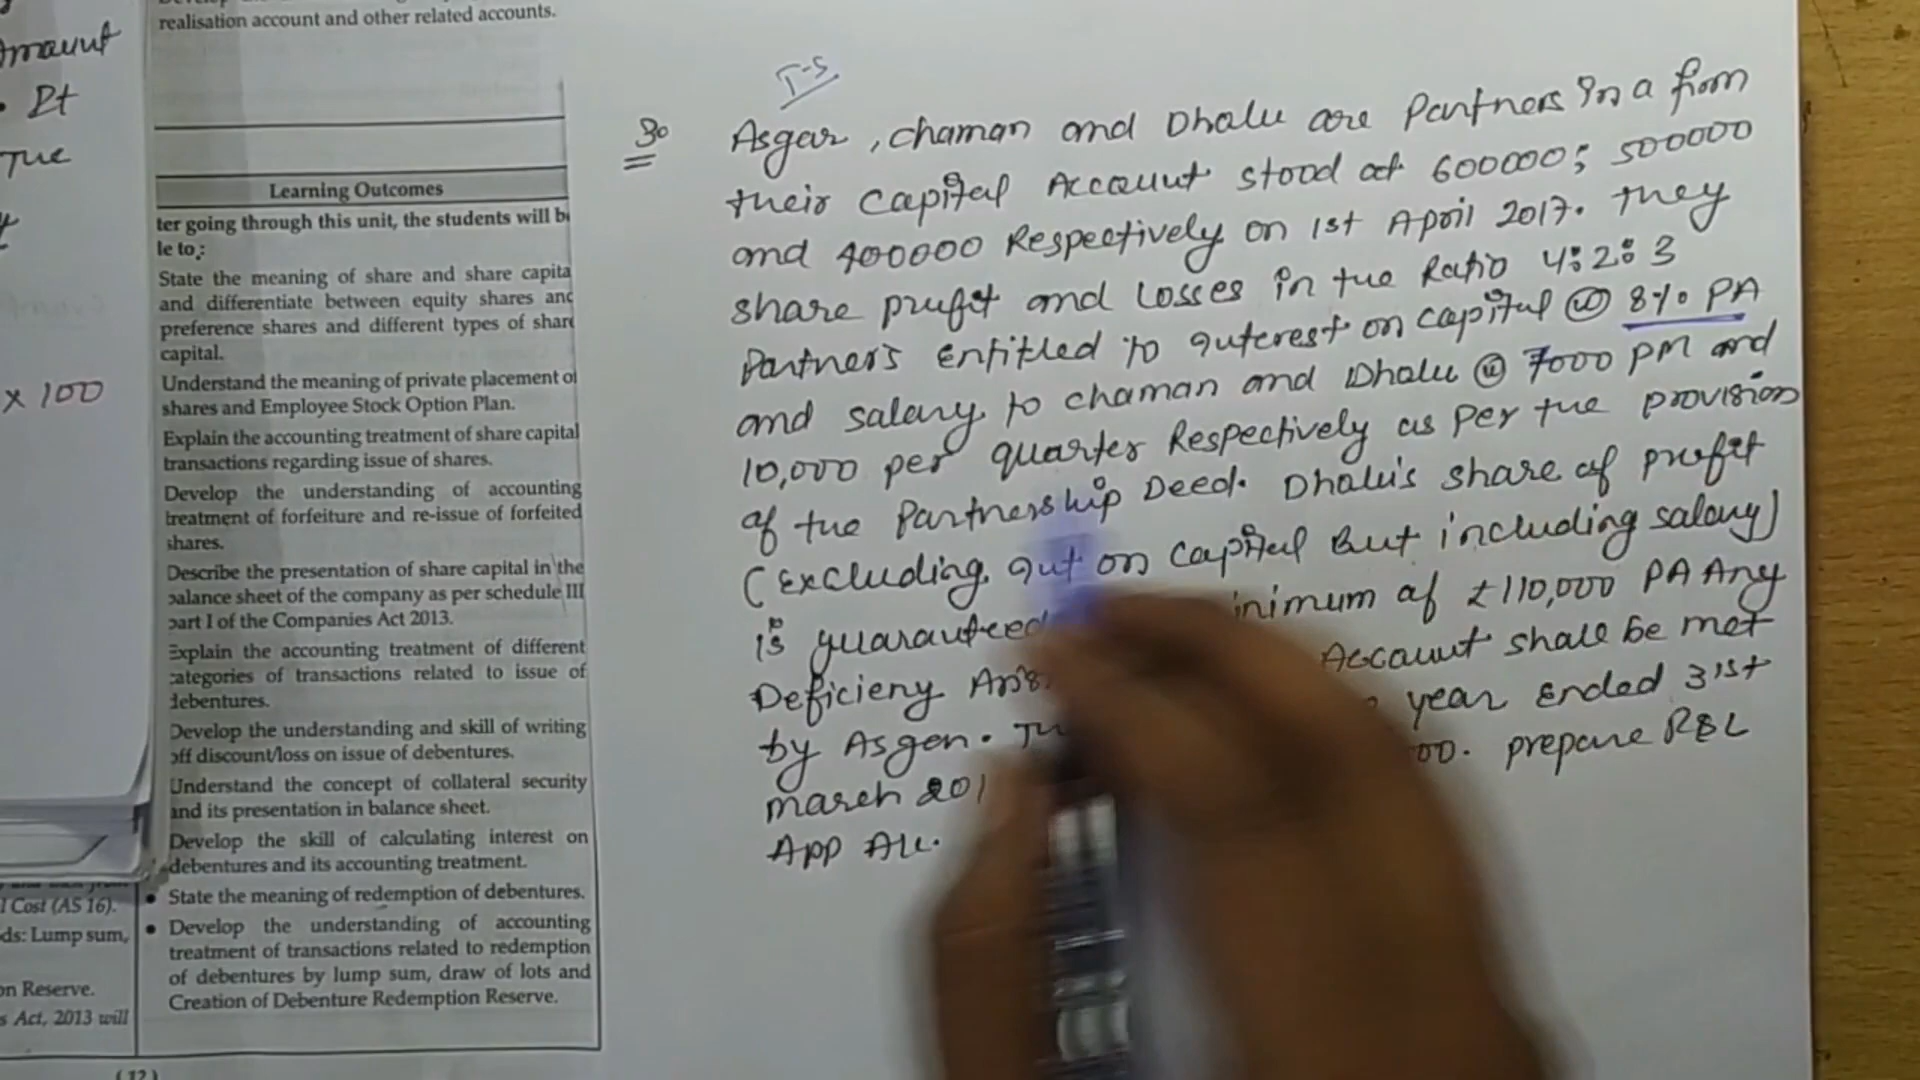 realisation account and other related accounts.
Amount
Dt
The
x 100
Learning Outcomes
ter going through this unit, the students will b
le to :
State the meaning of share and share capita
and differentiate between equity shares and
preference shares and different types of share
capital.
Understand the meaning of private placement of
shares and Employee Stock Option Plan.
Explain the accounting treatment of share capital
transactions regarding issue of shares.
Develop the understanding of accounting
treatment of forfeiture and re-issue of forfeited
shares.
Describe the presentation of share capital in the
balance sheet of the company as per schedule III
part I of the Companies Act 2013.
Explain the accounting treatment of different
categories of transactions related to issue of
debentures.
Develop the understanding and skill of writing
off discount/loss on issue of debentures.
Understand the concept of collateral security
and its presentation in balance sheet.
Develop the skill of calculating interest on
debentures and its accounting treatment.
• State the meaning of redemption of debentures.
• Develop the understanding of accounting
treatment of transactions related to redemption
of debentures by lump sum, draw of lots and
Creation of Debenture Redemption Reserve.
l Cost (AS 16).
ds: Lump sum,
on Reserve.
s Act, 2013 will
(12)
T-S
30
Asgar, chaman and Dhalu are Partners in a firm
their capital Account stood at 600000; 500000
and 400000 Respectively on 1st April 2017. They
share profit and Losses in the Ratio 4:2:3
Partners Entitled to interest on capital @ 8% PA
and salary to chaman and Dhalu @ 7000 PM and
10,000 per quarter Respectively as per the provision
of the Partnership Deed. Dhalu's share of profit
(Excluding int on capital But including salary)
is guaranteed inimum of ₹110,000 PA Any
Deficieny Account shall be met
by Asgen. year Ended 31st
march 201 00. prepare P&L
App A/c.